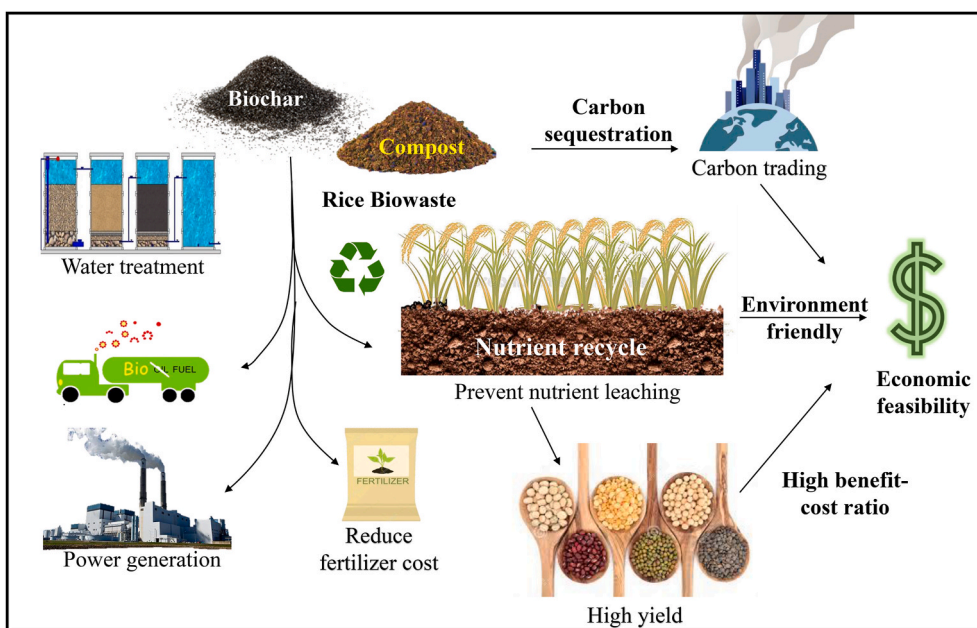 Biochar
Compost
Rice Biowaste
Carbon
sequestration
Carbon trading
Water treatment
Nutrient recycle
Prevent nutrient leaching
Environment
friendly
Economic
feasibility
Bio OIL FUEL
Power generation
FERTILIZER
Reduce
fertilizer cost
High benefit-
cost ratio
High yield